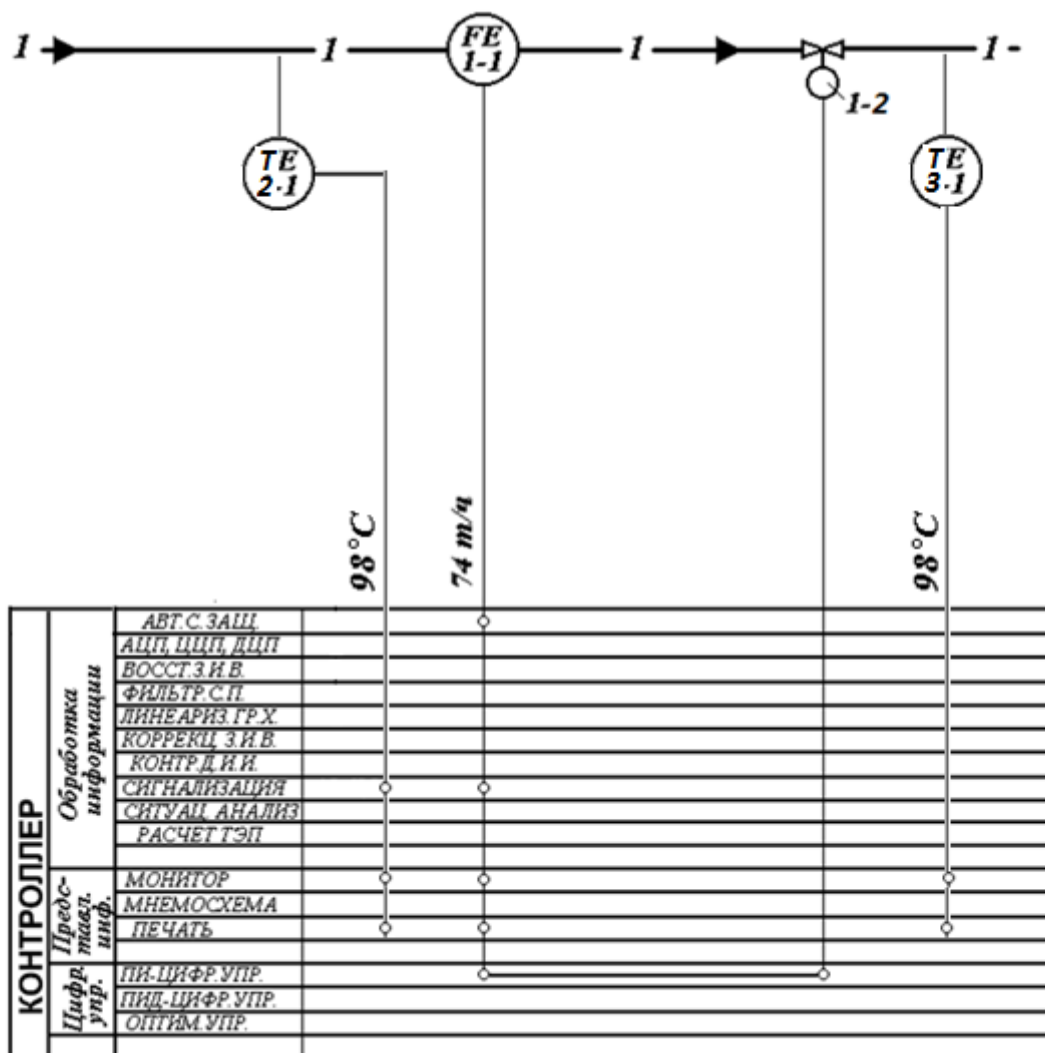 1
1
FE
1-1
1
1 -
1-2
TE
2-1
TE
3-1
98°C
74 т/ч
98°C
КОНТРОЛЛЕР
Обработка
информации
АВТ. С. ЗАЩ.
АЦП, ЦЦП, ДЦП
ВОССТ.З.И.В.
ФИЛЬТР. С.П.
ЛИНЕАРИЗ. ГР.Х.
КОРРЕКЦ. З.И.В.
КОНТР.Д.И.И.
СИГНАЛИЗАЦИЯ
СИТУАЦ. АНАЛИЗ
РАСЧЕТ ТЭП
Предс-
тавл.
инф.
МОНИТОР
МНЕМОСХЕМА
ПЕЧАТЬ
Цифр.
упр.
ПИ-ЦИФР. УПР.
ПИД-ЦИФР. УПР.
ОПТИМ. УПР.